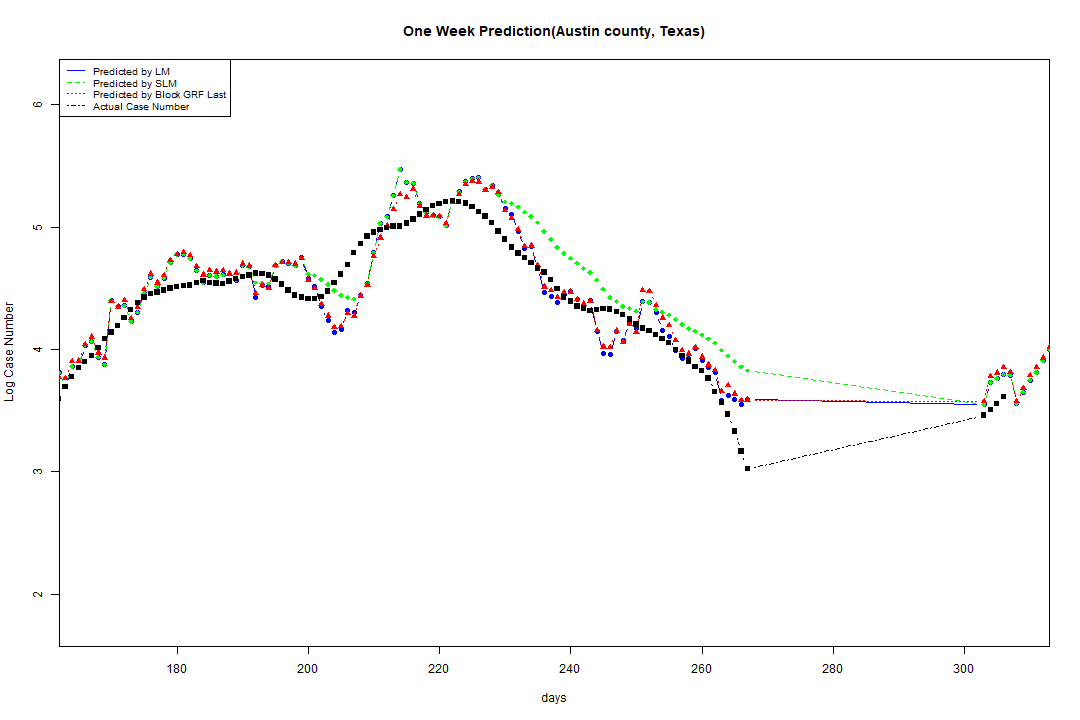 One Week Prediction(Austin county, Texas)
Predicted by LM
Predicted by SLM
Predicted by Block GRF Last
Actual Case Number
6
5
4
3
2
Log Case Number
180 200 220 240 260 280 300
days